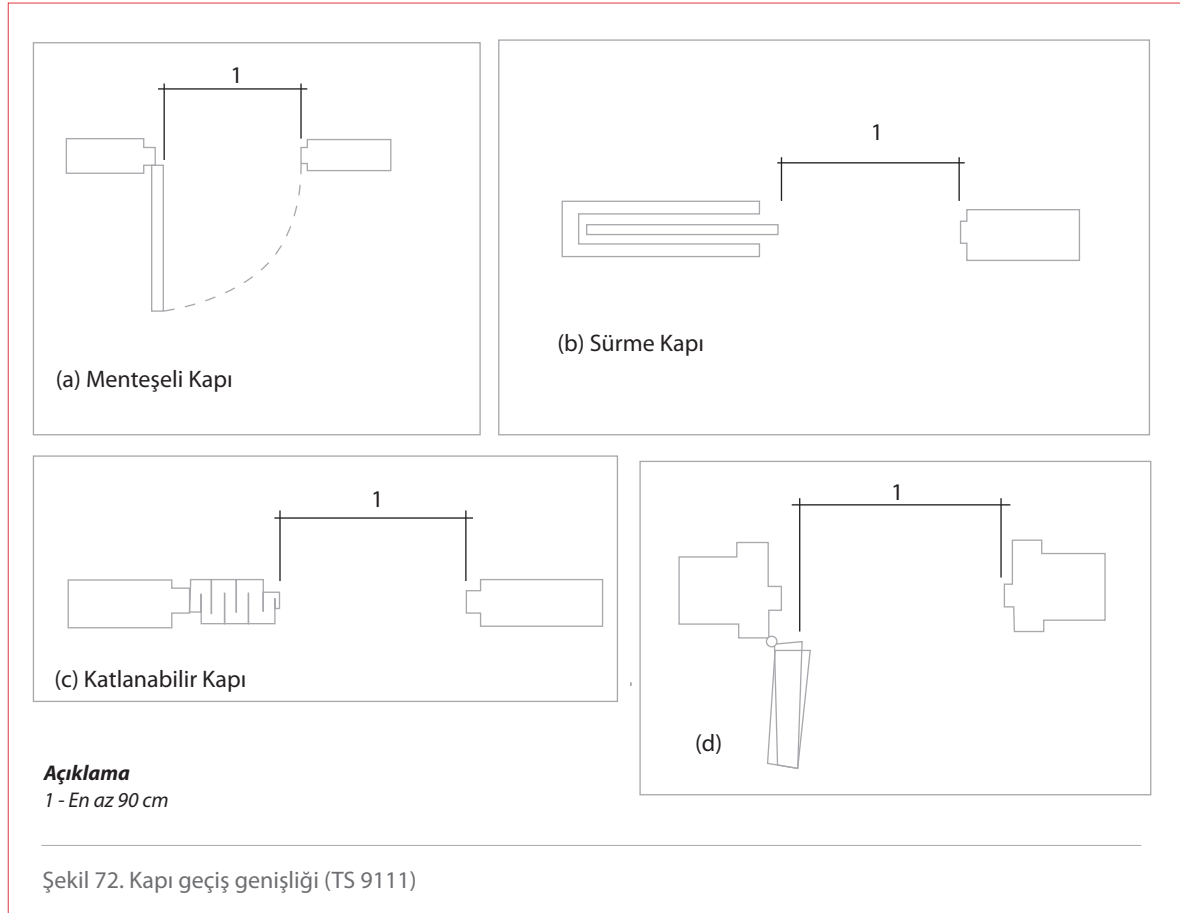 1
(a) Menteşeli Kapı
1
(b) Sürme Kapı
1
(c) Katlanabilir Kapı
1
(d)
Açıklama
1 - En az 90 cm
Şekil 72. Kapı geçiş genişliği (TS 9111)